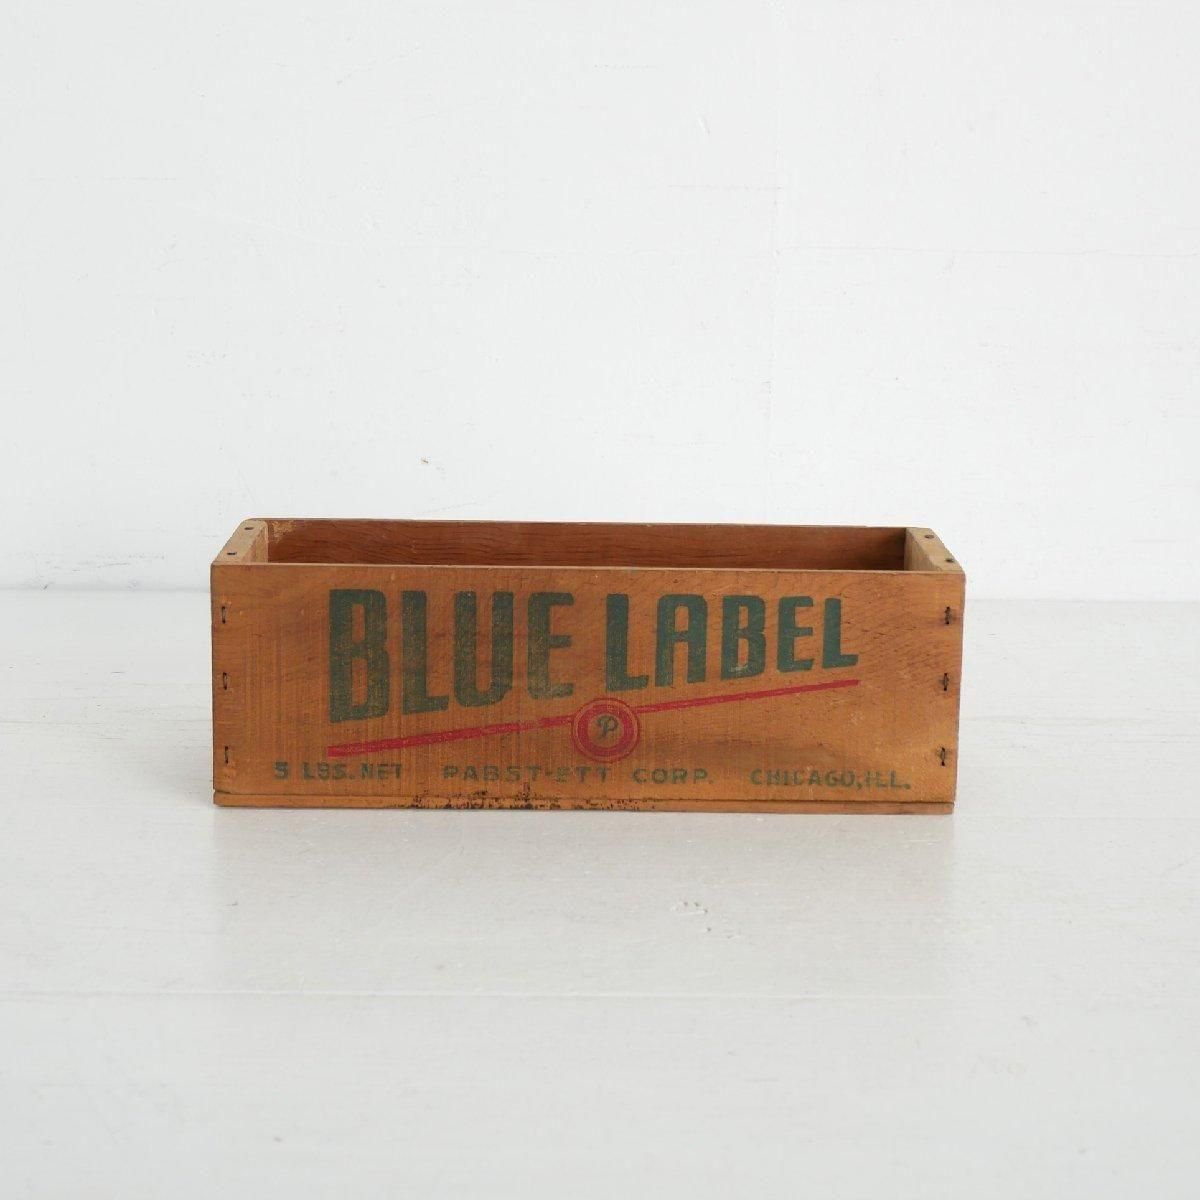 BLUE LABEL
P
5 LBS. NET PABST-ETT CORP. CHICAGO, ILL.